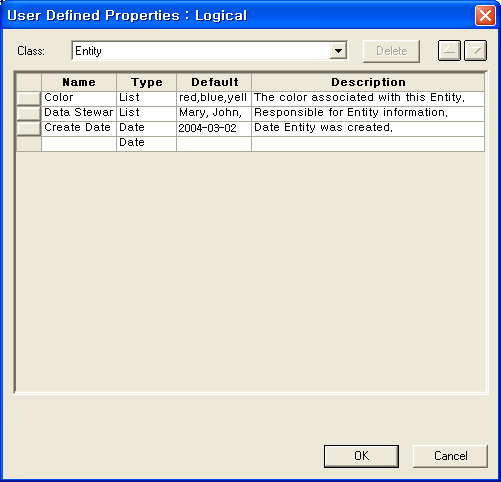 User Defined Properties : Logical
Class: Entity Delete
Name Type Default Description
Color List red,blue,yell The color associated with this Entity.
Data Stewar List Mary, John, Responsible for Entity information.
Create Date Date 2004-03-02 Date Entity was created.
Date
OK Cancel